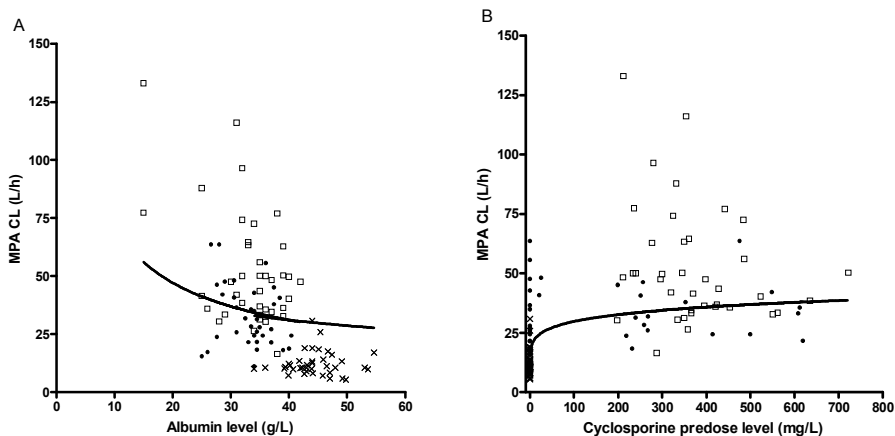 A
MPA CL (L/h)
150
125
100
75
50
25
0
0 10 20 30 40 50 60
Albumin level (g/L)
B
MPA CL (L/h)
150
125
100
75
50
25
0
0 100 200 300 400 500 600 700 800
Cyclosporine predose level (mg/L)